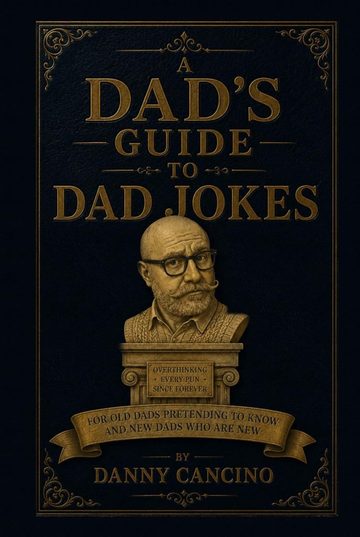 A
DAD'S
GUIDE
TO
DAD JOKES
OVERTHINKING
• EVERY PUN •
SINCE FOREVER
FOR OLD DADS PRETENDING TO KNOW
AND NEW DADS WHO ARE NEW
BY
DANNY CANCINO